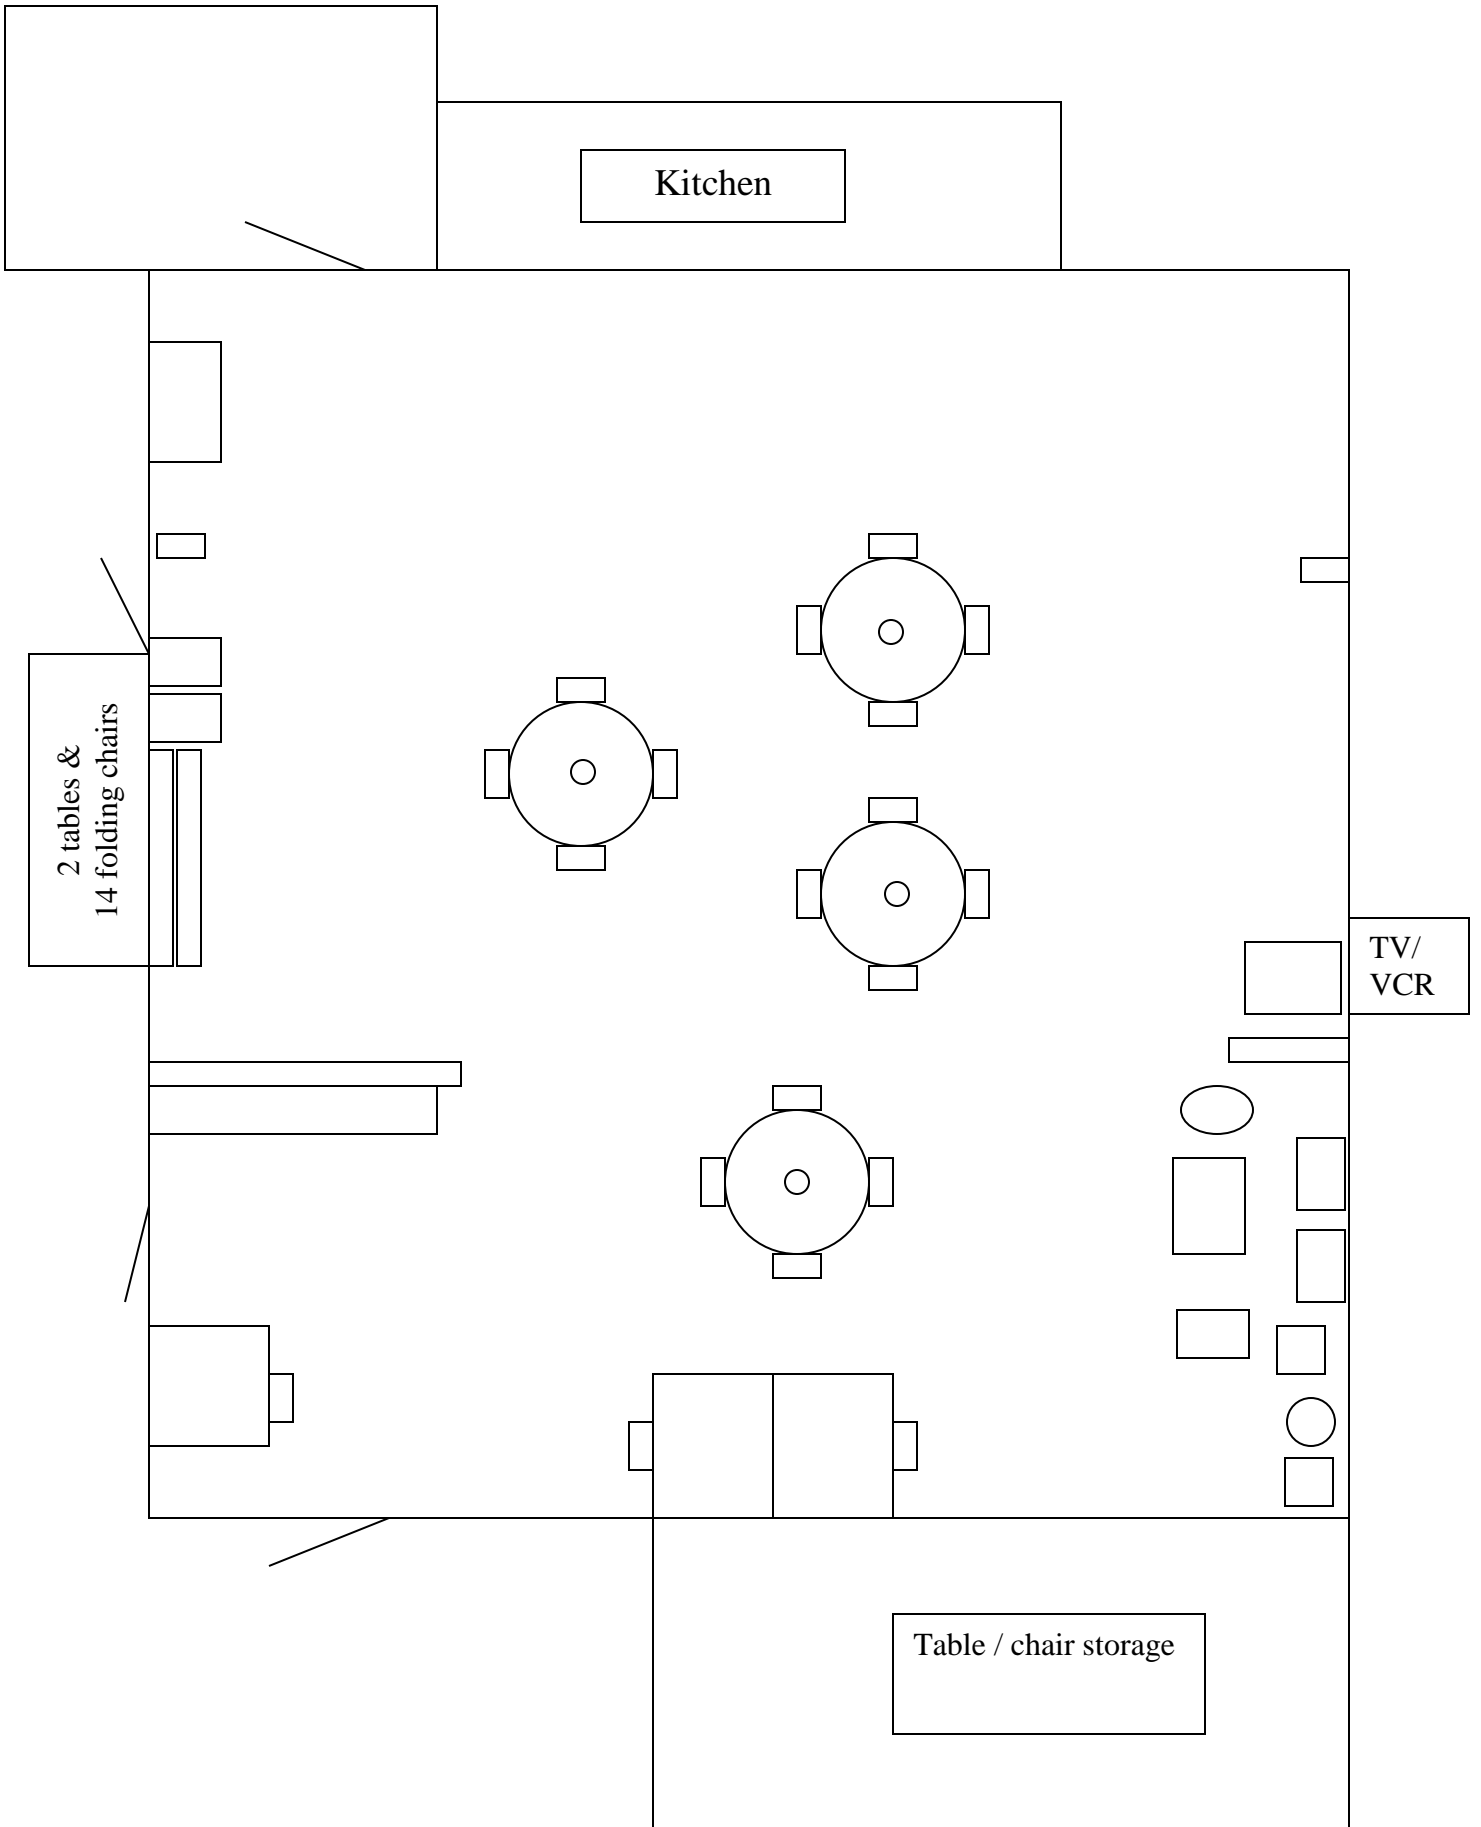 Kitchen
2 tables &
14 folding chairs
TV/
VCR
Table / chair storage